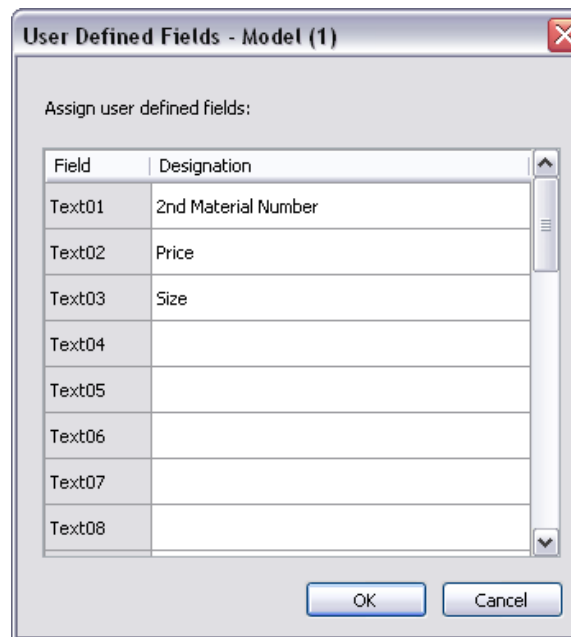 User Defined Fields - Model (1)
Assign user defined fields:
Field Designation
Text01 2nd Material Number
Text02 Price
Text03 Size
Text04
Text05
Text06
Text07
Text08
OK Cancel